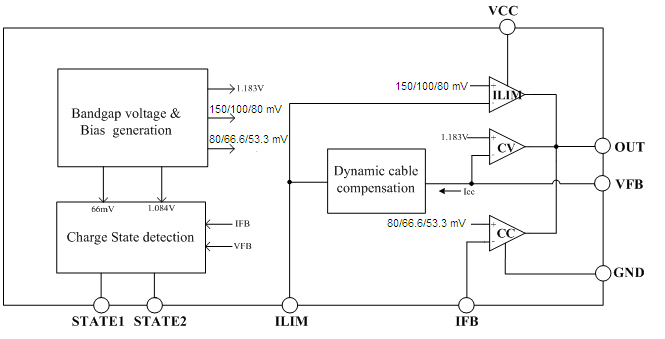 VCC
1.183V
150/100/80 mV
Bandgap voltage &
Bias generation
80/66.6/53.3 mV
150/100/80 mV
+
-
ILIM
1.183V
+
-
CV
OUT
Dynamic cable
compensation
Icc
VFB
66mV
1.084V
Charge State detection
IFB
VFB
80/66.6/53.3 mV
+
-
CC
GND
STATE1
STATE2
ILIM
IFB